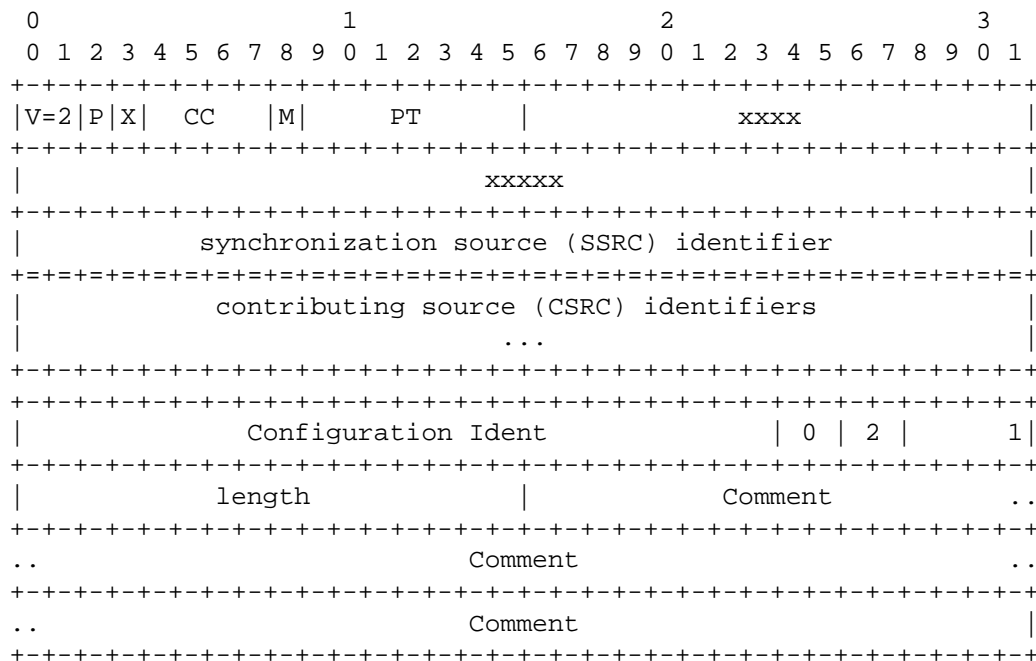 0                   1                   2                   3
0 1 2 3 4 5 6 7 8 9 0 1 2 3 4 5 6 7 8 9 0 1 2 3 4 5 6 7 8 9 0 1
+-+-+-+-+-+-+-+-+-+-+-+-+-+-+-+-+-+-+-+-+-+-+-+-+-+-+-+-+-+-+-+-+
|V=2|P|X|  CC   |M|     PT      |             xxxx              |
+-+-+-+-+-+-+-+-+-+-+-+-+-+-+-+-+-+-+-+-+-+-+-+-+-+-+-+-+-+-+-+-+
|                             xxxxx                             |
+-+-+-+-+-+-+-+-+-+-+-+-+-+-+-+-+-+-+-+-+-+-+-+-+-+-+-+-+-+-+-+-+
|           synchronization source (SSRC) identifier            |
+=+=+=+=+=+=+=+=+=+=+=+=+=+=+=+=+=+=+=+=+=+=+=+=+=+=+=+=+=+=+=+=+
|            contributing source (CSRC) identifiers             |
|                              ...                              |
+-+-+-+-+-+-+-+-+-+-+-+-+-+-+-+-+-+-+-+-+-+-+-+-+-+-+-+-+-+-+-+-+
+-+-+-+-+-+-+-+-+-+-+-+-+-+-+-+-+-+-+-+-+-+-+-+-+-+-+-+-+-+-+-+-+
|              Configuration Ident              | 0 | 2 |      1|
+-+-+-+-+-+-+-+-+-+-+-+-+-+-+-+-+-+-+-+-+-+-+-+-+-+-+-+-+-+-+-+-+
|            length             |            Comment           ..
+-+-+-+-+-+-+-+-+-+-+-+-+-+-+-+-+-+-+-+-+-+-+-+-+-+-+-+-+-+-+-+-+
..                           Comment                          ..
+-+-+-+-+-+-+-+-+-+-+-+-+-+-+-+-+-+-+-+-+-+-+-+-+-+-+-+-+-+-+-+-+
..                           Comment                            |
+-+-+-+-+-+-+-+-+-+-+-+-+-+-+-+-+-+-+-+-+-+-+-+-+-+-+-+-+-+-+-+-+